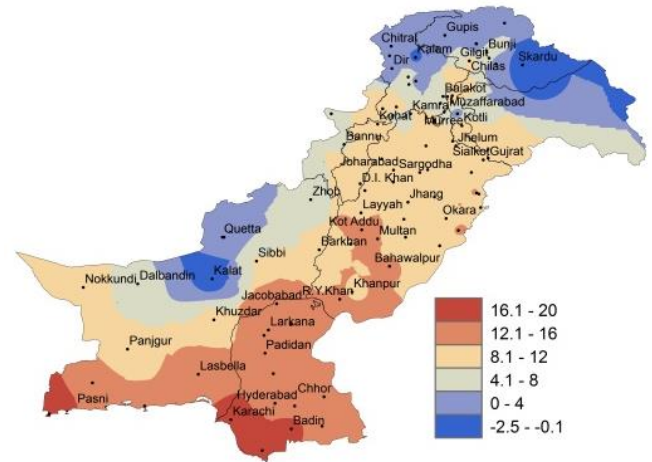 Gupis
Chitral
Bunji
Kalam
Gilgit
Skardu
Dir
Chilas
Balakot
Kamra
Muzaffarabad
Murree
Kotli
Kohat
Bannu
Jhelum
Sialkot
Gujrat
Joharabad
Sargodha
D.I. Khan
Zhob
Jhang
Layyah
Okara
Kot Addu
Quetta
Multan
Barkhan
Sibbi
Bahawalpur
Kalat
Dalbandin
Nokkundi
R.Y.Khan
Khanpur
Jacobabad
Khuzdar
Larkana
Panjgur
Padidan
Lasbella
Chhor
Hyderabad
Pasni
Karachi
Badin
16.1 - 20
12.1 - 16
8.1 - 12
4.1 - 8
0 - 4
-2.5 - -0.1